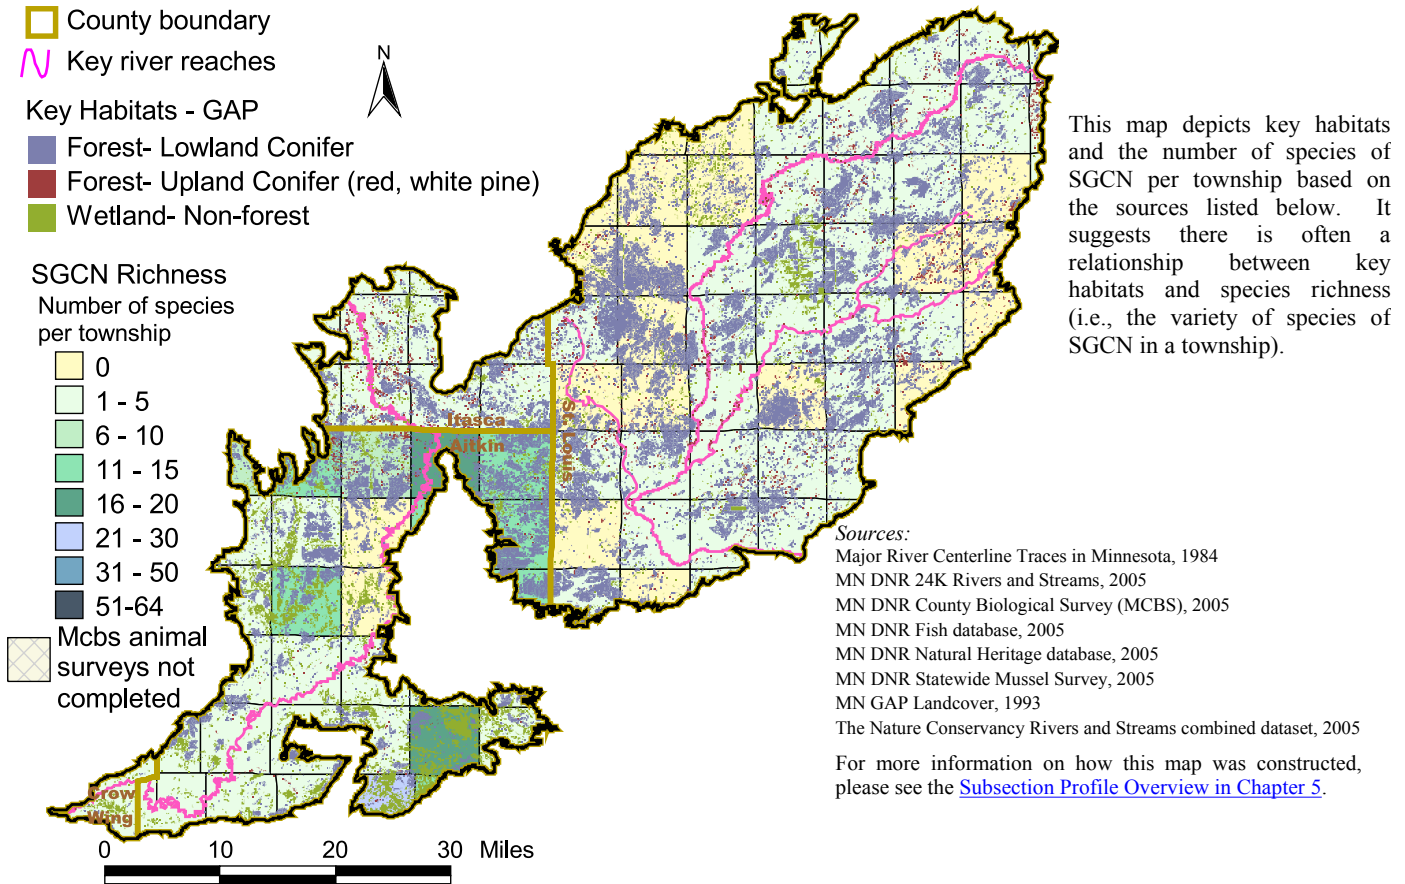 County boundary
Key river reaches
N
Key Habitats - GAP
Forest- Lowland Conifer
Forest- Upland Conifer (red, white pine)
Wetland- Non-forest
SGCN Richness
Number of species
per township
0
1 - 5
6 - 10
11 - 15
16 - 20
21 - 30
31 - 50
51-64
Mcbs animal
surveys not
completed
Itasca
Aitkin
St. Louis
Crow
Wing
0 10 20 30 Miles
This map depicts key habitats
and the number of species of
SGCN per township based on
the sources listed below. It
suggests there is often a
relationship between key
habitats and species richness
(i.e., the variety of species of
SGCN in a township).
Sources:
Major River Centerline Traces in Minnesota, 1984
MN DNR 24K Rivers and Streams, 2005
MN DNR County Biological Survey (MCBS), 2005
MN DNR Fish database, 2005
MN DNR Natural Heritage database, 2005
MN DNR Statewide Mussel Survey, 2005
MN GAP Landcover, 1993
The Nature Conservancy Rivers and Streams combined dataset, 2005
For more information on how this map was constructed,
please see the Subsection Profile Overview in Chapter 5.